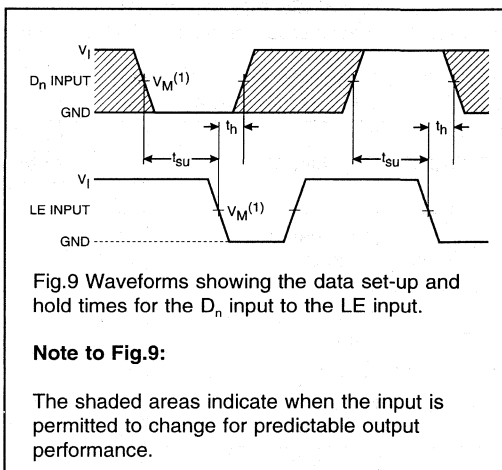 V_I
D_n INPUT
V_M^(1)
GND
t_h
t_h
t_su
t_su
V_I
LE INPUT
V_M^(1)
GND
Fig.9 Waveforms showing the data set-up and
hold times for the D_n input to the LE input.
Note to Fig.9:
The shaded areas indicate when the input is
permitted to change for predictable output
performance.